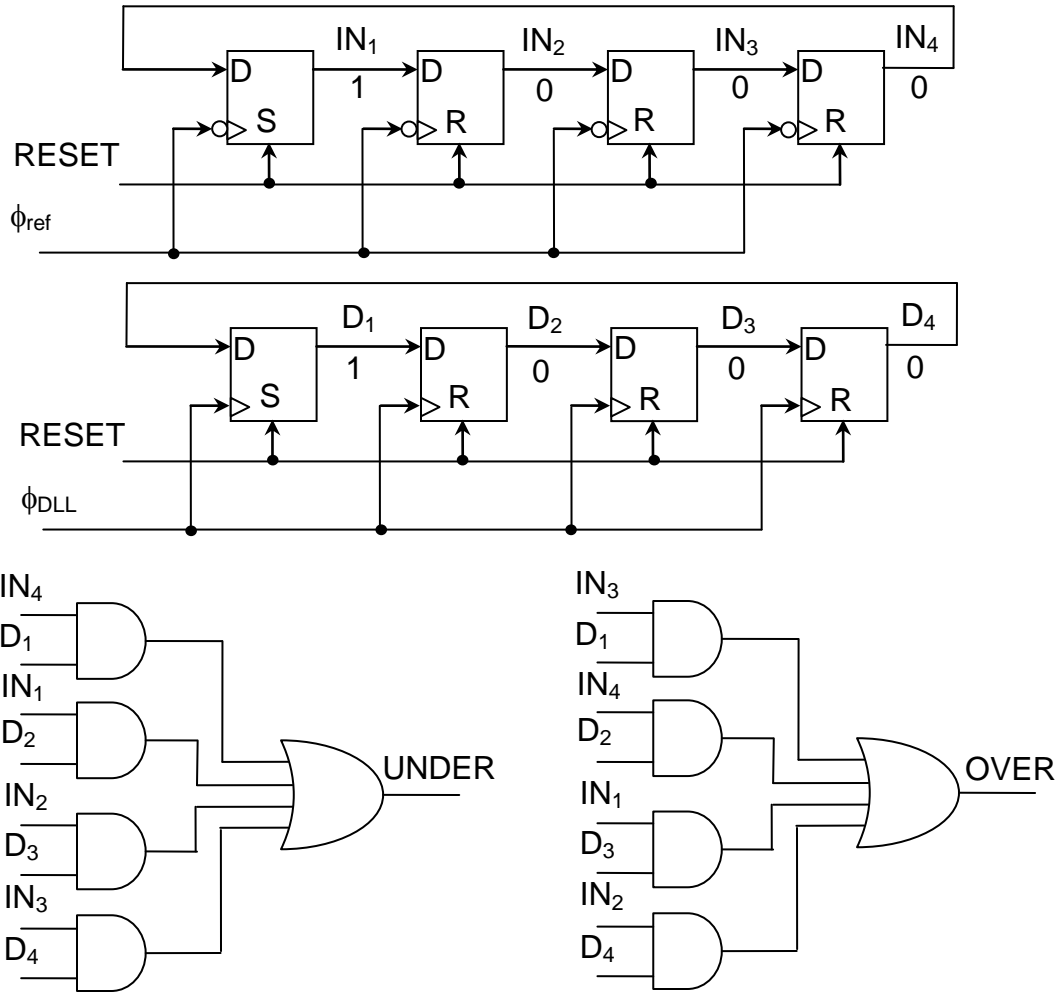 IN₁ IN₂ IN₃ IN₄
D D D D
1 0 0 0
S R R R
RESET
ϕref
D₁ D₂ D₃ D₄
D D D D
1 0 0 0
S R R R
RESET
ϕDLL
IN₄
D₁
IN₁
D₂
UNDER
IN₂
D₃
IN₃
D₄
IN₃
D₁
IN₄
D₂
OVER
IN₁
D₃
IN₂
D₄